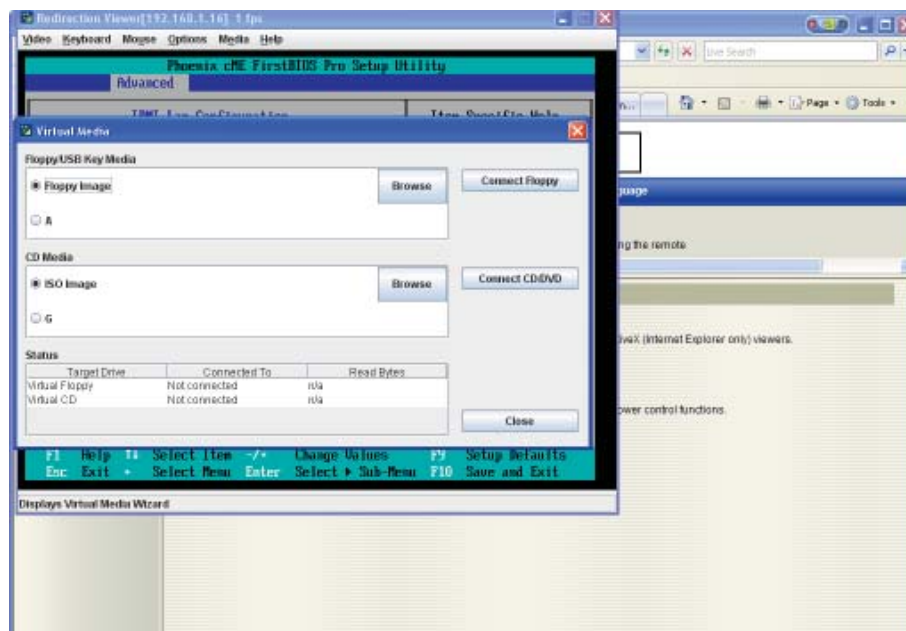 Redirection Viewer[192.168.1.16] 1 fps
Video Keyboard Mouse Options Media Help
Phoenix cME FirstBIOS Pro Setup Utility
Advanced
IPMI Lan Configuration Item Specific Help
Virtual Media
Floppy/USB Key Media
Floppy Image
Browse
Connect Floppy
A
CD Media
ISO Image
Browse
Connect CD/DVD
G
Status
Target Drive Connected To Read Bytes
Virtual Floppy Not connected n/a
Virtual CD Not connected n/a
Close
F1 Help Select Item -/+ Change Values F9 Setup Defaults
Esc Exit Select Menu Enter Select Sub-Menu F10 Save and Exit
Displays Virtual Media Wizard
Live Search
Page Tools
ng the remote
iveX (Internet Explorer only) viewers.
ower control functions.